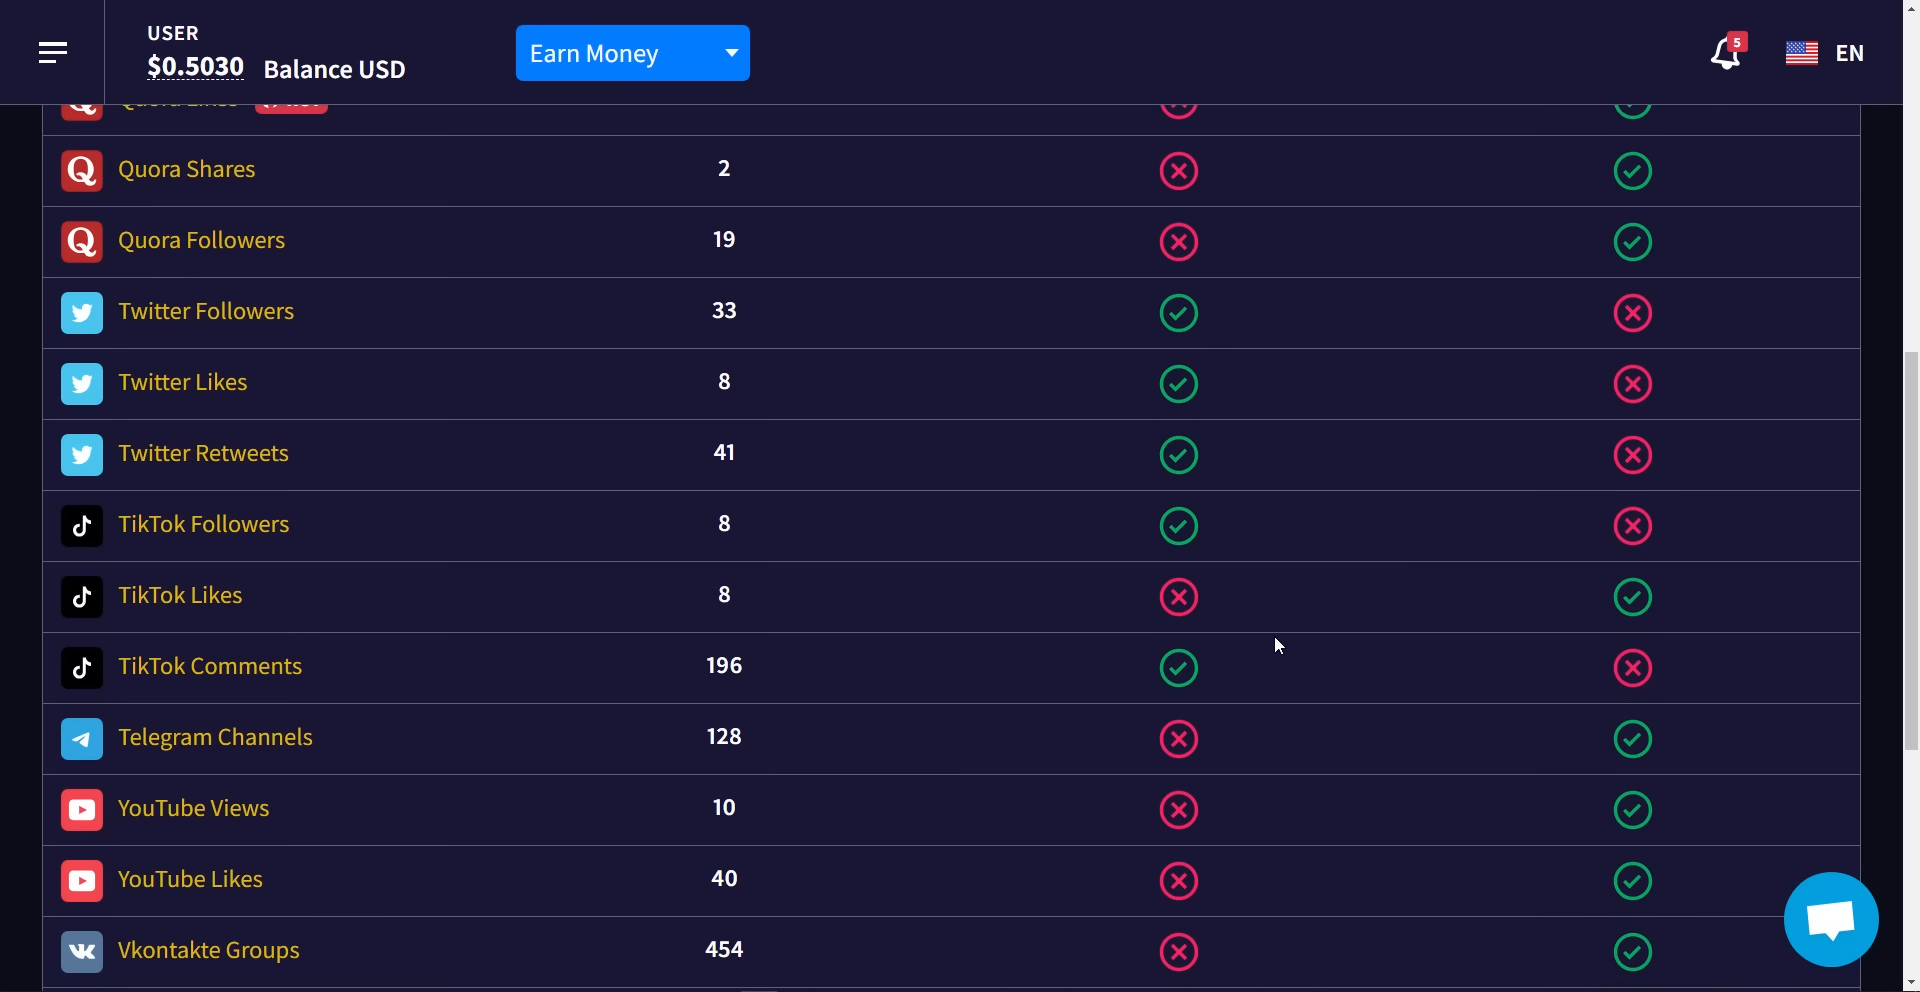 USER
$0.5030 Balance USD
Earn Money
5
EN
Quora Shares 2
Quora Followers 19
Twitter Followers 33
Twitter Likes 8
Twitter Retweets 41
TikTok Followers 8
TikTok Likes 8
TikTok Comments 196
Telegram Channels 128
YouTube Views 10
YouTube Likes 40
Vkontakte Groups 454